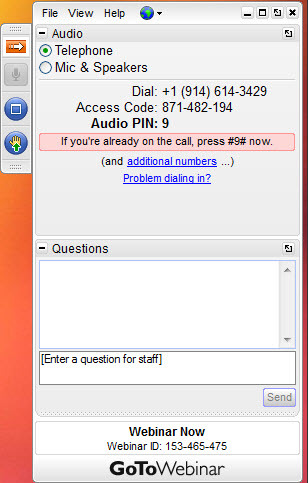 File View Help
Audio
Telephone
Mic & Speakers
Dial: +1 (914) 614-3429
Access Code: 871-482-194
Audio PIN: 9
If you're already on the call, press #9# now.
(and additional numbers ...)
Problem dialing in?
Questions
[Enter a question for staff]
Send
Webinar Now
Webinar ID: 153-465-475
GoToWebinar